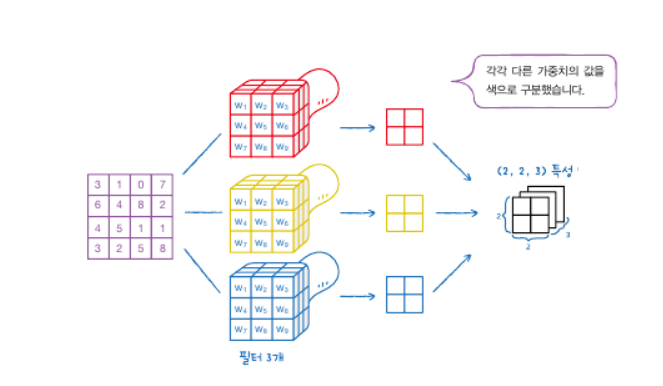 각각 다른 가중치의 값을
색으로 구분했습니다.
3 1 0 7
6 4 8 2
4 5 1 1
3 2 5 8
W1 W2 W3
W4 W5 W6
W7 W8 W9
...
W1 W2 W3
W4 W5 W6
W7 W8 W9
...
W1 W2 W3
W4 W5 W6
W7 W8 W9
...
필터 3개
(2, 2, 3) 특성
2
2
3